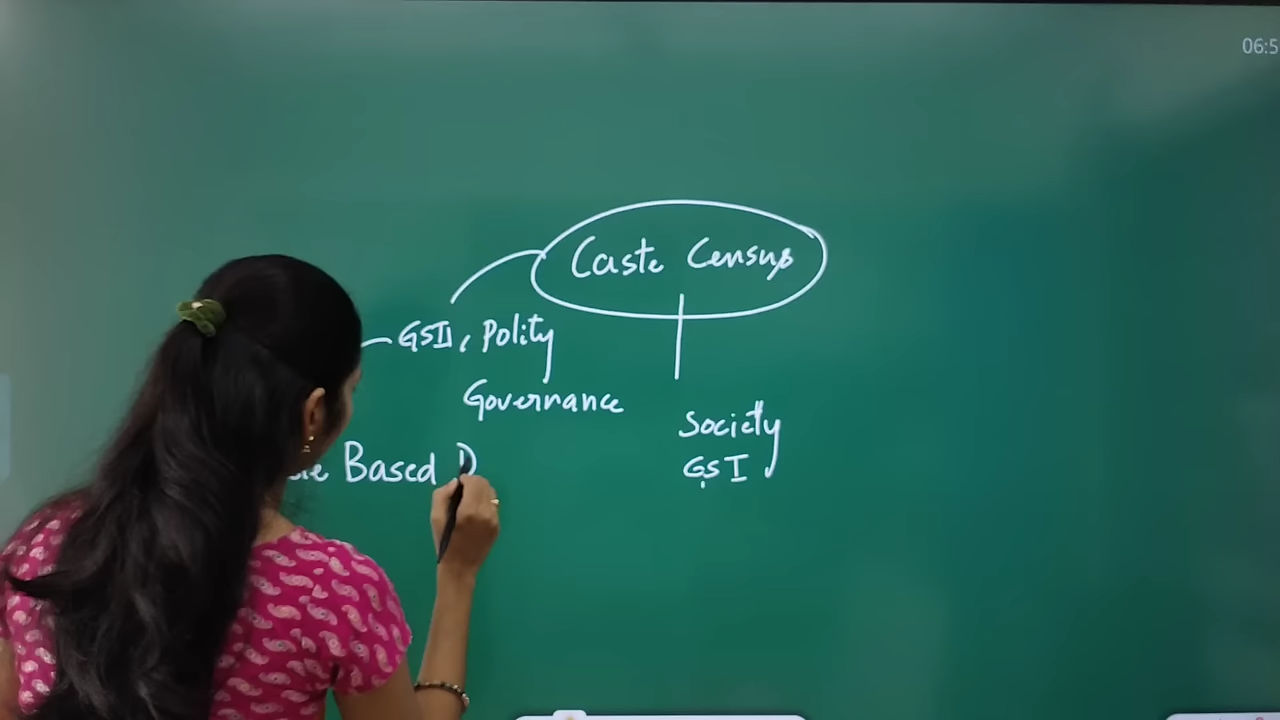 06:5
Caste Census
GSII, Polity
Governance
Society
GS I
Based D